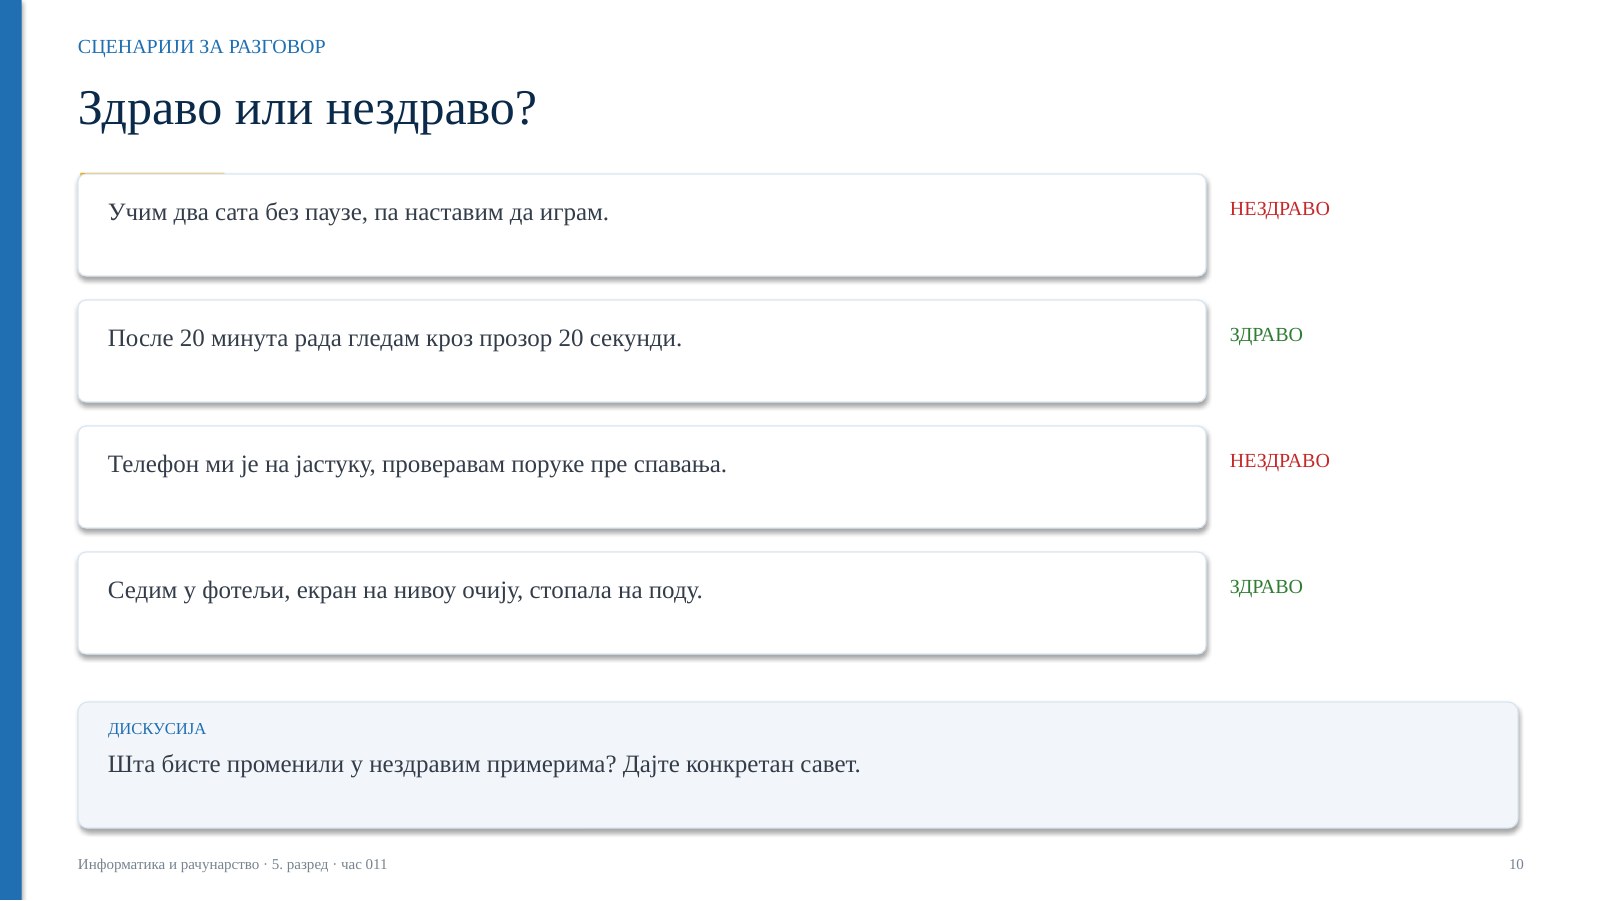 СЦЕНАРИЈИ ЗА РАЗГОВОР
Здраво или нездраво?
Учим два сата без паузе, па наставим да играм.
НЕЗДРАВО
После 20 минута рада гледам кроз прозор 20 секунди.
ЗДРАВО
Телефон ми је на јастуку, проверавам поруке пре спавања.
НЕЗДРАВО
Седим у фотељи, екран на нивоу очију, стопала на поду.
ЗДРАВО
ДИСКУСИЈА
Шта бисте променили у нездравим примерима? Дајте конкретан савет.
Информатика и рачунарство · 5. разред · час 011
10